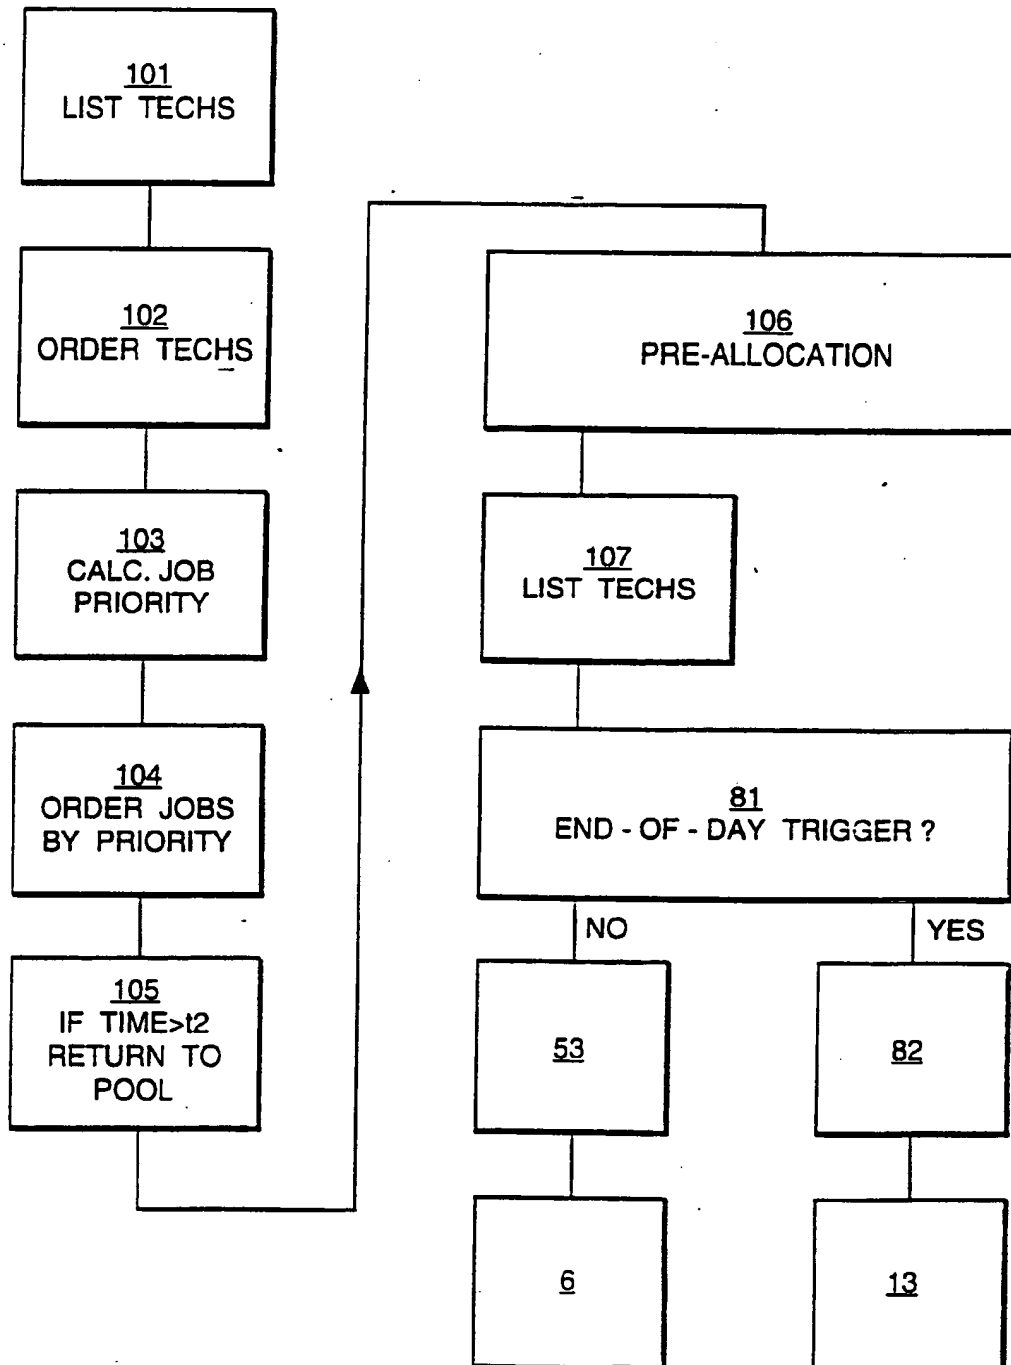 101
LIST TECHS
102
ORDER TECHS
103
CALC. JOB
PRIORITY
104
ORDER JOBS
BY PRIORITY
105
IF TIME>t2
RETURN TO
POOL
106
PRE-ALLOCATION
107
LIST TECHS
81
END - OF - DAY TRIGGER ?
NO
YES
53
82
6
13